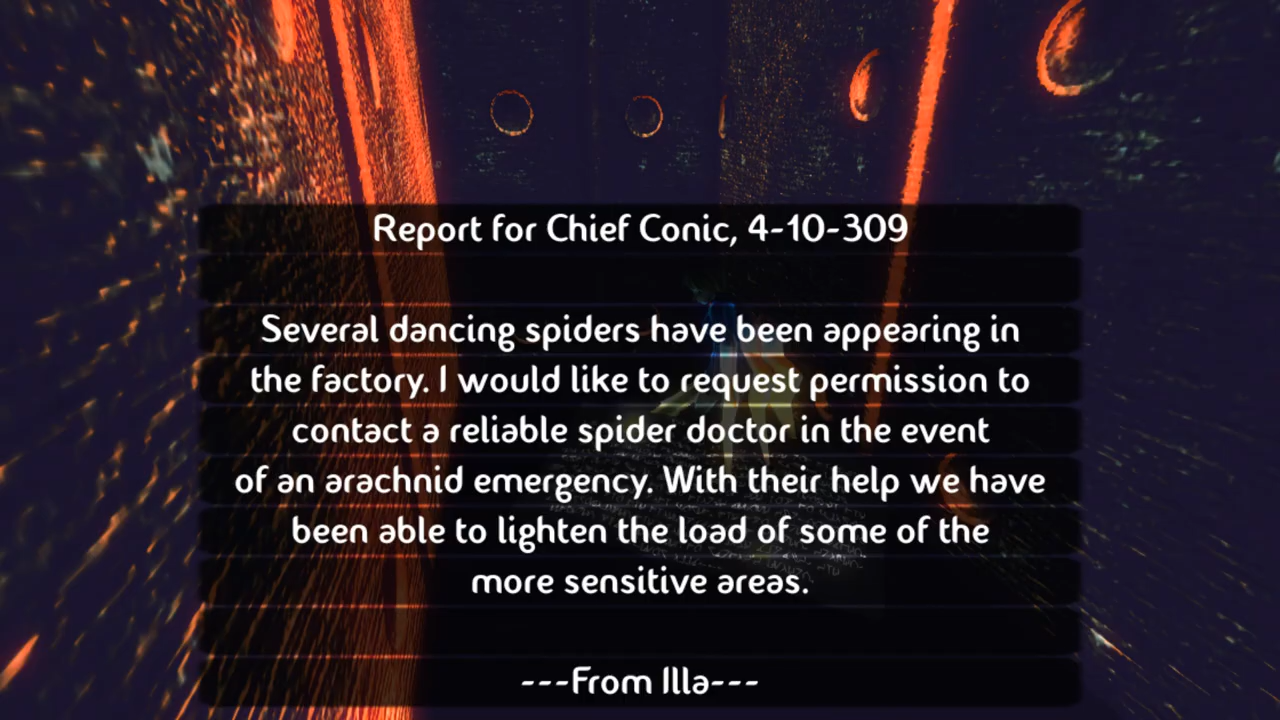 Report for Chief Conic, 4-10-309
Several dancing spiders have been appearing in
the factory. I would like to request permission to
contact a reliable spider doctor in the event
of an arachnid emergency. With their help we have
been able to lighten the load of some of the
more sensitive areas.
---From Illa---